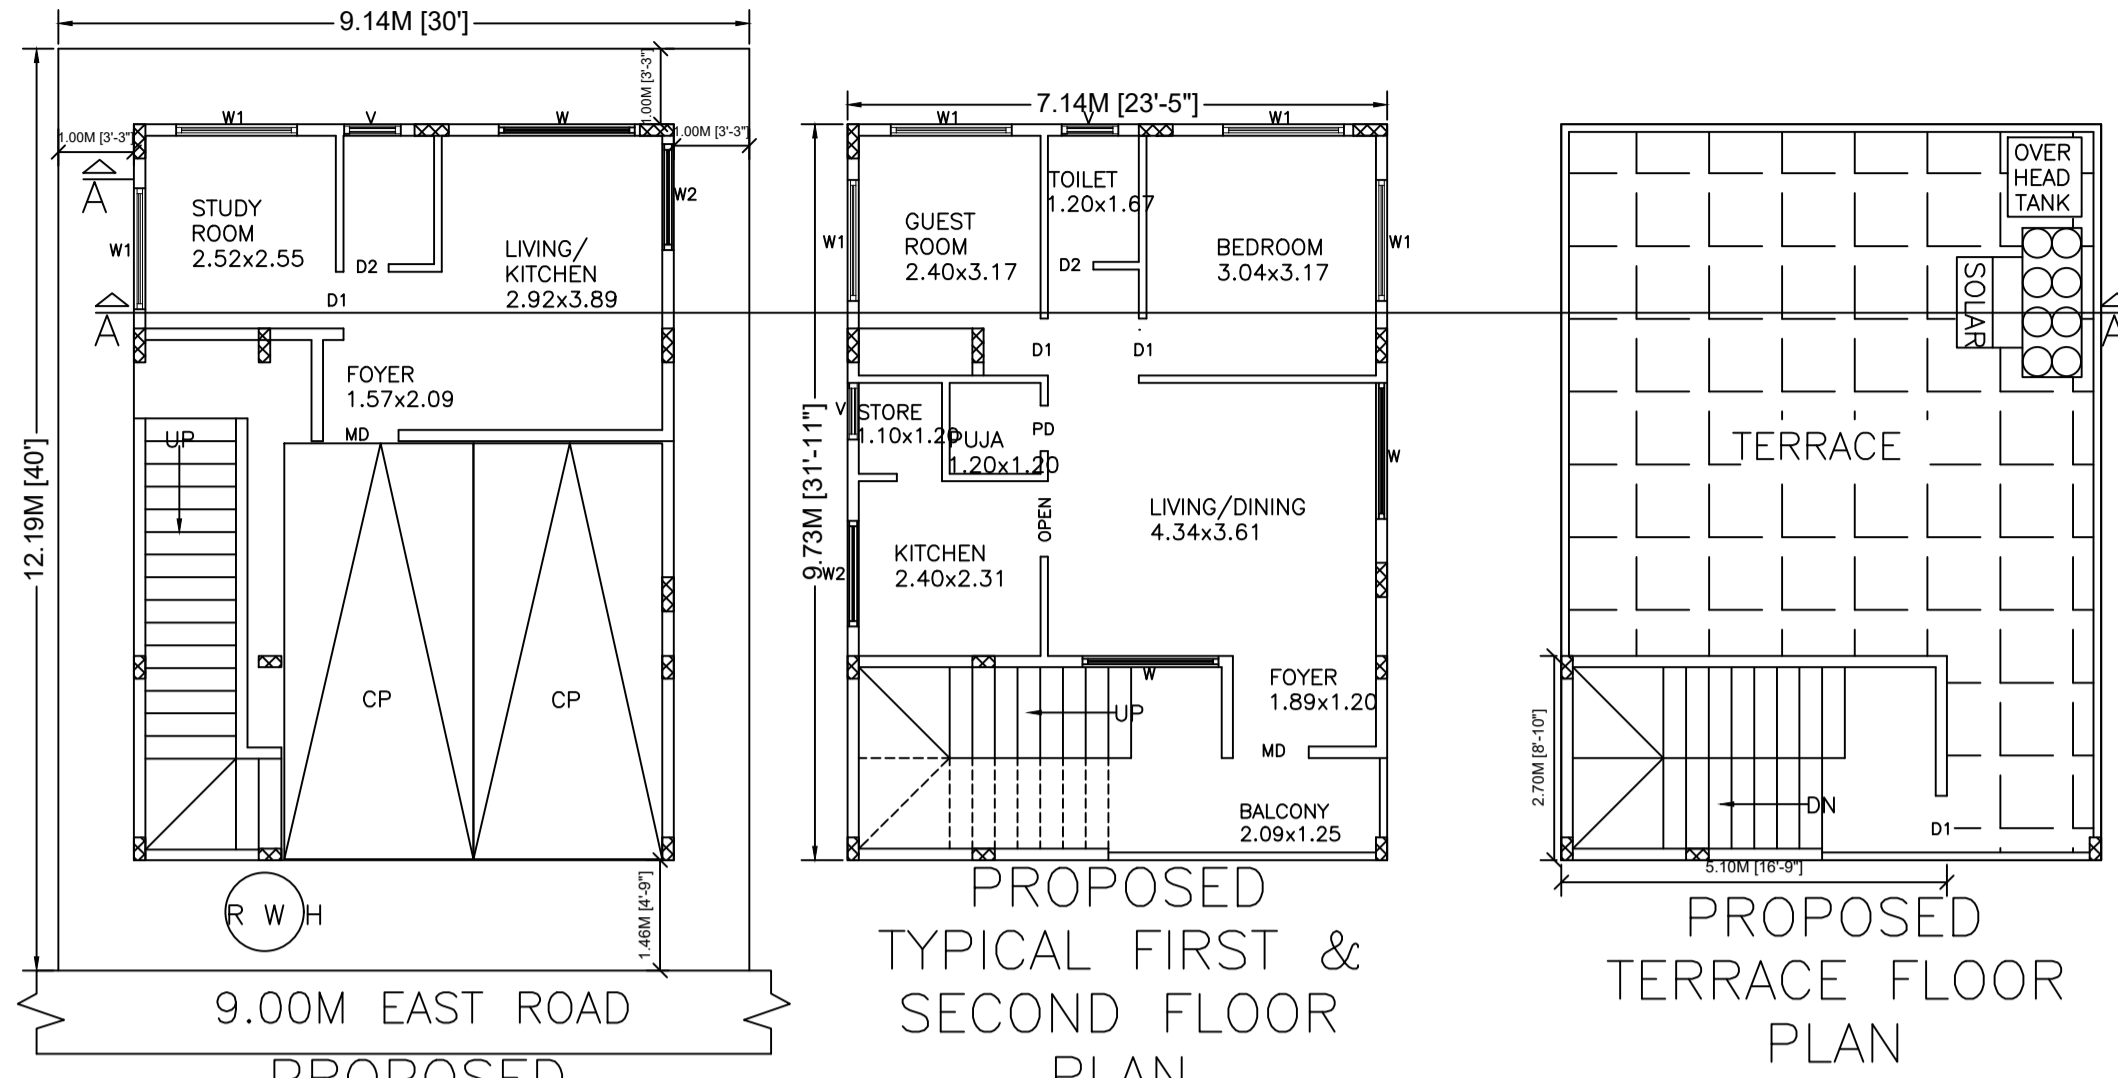 9.14M [30']
12.19M [40']
1.00M [3'-3"]
1.00M [3'-3"]
1.00M [3'-3"]
W1
V
W
A
A
W1
W2
STUDY
ROOM
2.52x2.55
D2
D1
LIVING/
KITCHEN
2.92x3.89
FOYER
1.57x2.09
MD
UP
CP
CP
R W H
1.46M [4'-9"]
9.00M EAST ROAD
PROPOSED
7.14M [23'-5"]
9.73M [31'-11"]
W1
V
W1
TOILET
1.20x1.67
GUEST
ROOM
2.40x3.17
D2
BEDROOM
3.04x3.17
W1
W1
D1
D1
V
STORE
1.10x1.20
PUJA
1.20x1.20
PD
W
OPEN
LIVING/DINING
4.34x3.61
KITCHEN
2.40x2.31
W2
W
FOYER
1.89x1.20
UP
MD
BALCONY
2.09x1.25
PROPOSED
TYPICAL FIRST &
SECOND FLOOR
PLAN
OVER
HEAD
TANK
SOLAR
A
TERRACE
2.70M [8'-10"]
DN
D1
5.10M [16'-9"]
PROPOSED
TERRACE FLOOR
PLAN